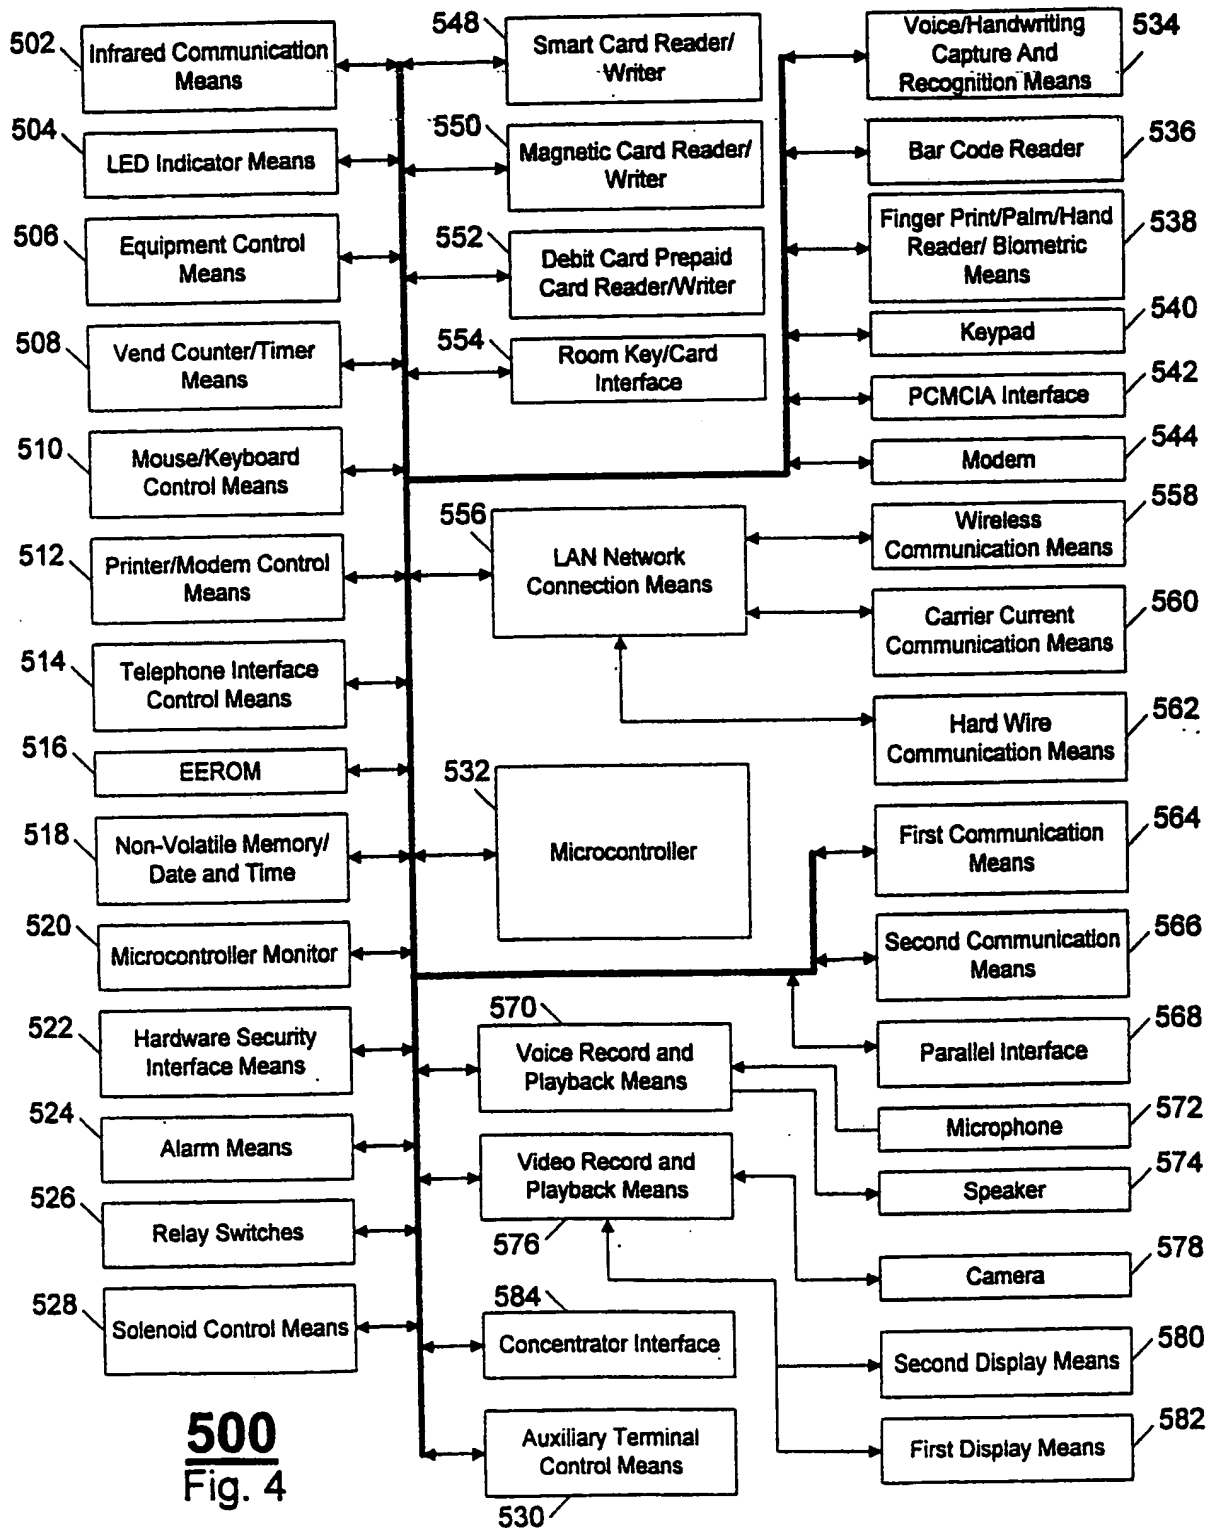 502
Infrared Communication
Means
504
LED Indicator Means
506
Equipment Control
Means
508
Vend Counter/Timer
Means
510
Mouse/Keyboard
Control Means
512
Printer/Modem Control
Means
514
Telephone Interface
Control Means
516
EEROM
518
Non-Volatile Memory/
Date and Time
520
Microcontroller Monitor
522
Hardware Security
Interface Means
524
Alarm Means
526
Relay Switches
528
Solenoid Control Means
548
Smart Card Reader/
Writer
550
Magnetic Card Reader/
Writer
552
Debit Card Prepaid
Card Reader/Writer
554
Room Key/Card
Interface
556
LAN Network
Connection Means
532
Microcontroller
570
Voice Record and
Playback Means
Video Record and
Playback Means
576
584
Concentrator Interface
Auxiliary Terminal
Control Means
530
Voice/Handwriting
Capture And
Recognition Means
534
Bar Code Reader
536
Finger Print/Palm/Hand
Reader/ Biometric
Means
538
Keypad
540
PCMCIA Interface
542
Modem
544
Wireless
Communication Means
558
Carrier Current
Communication Means
560
Hard Wire
Communication Means
562
First Communication
Means
564
Second Communication
Means
566
Parallel Interface
568
Microphone
572
Speaker
574
Camera
578
Second Display Means
580
First Display Means
582
500
Fig. 4